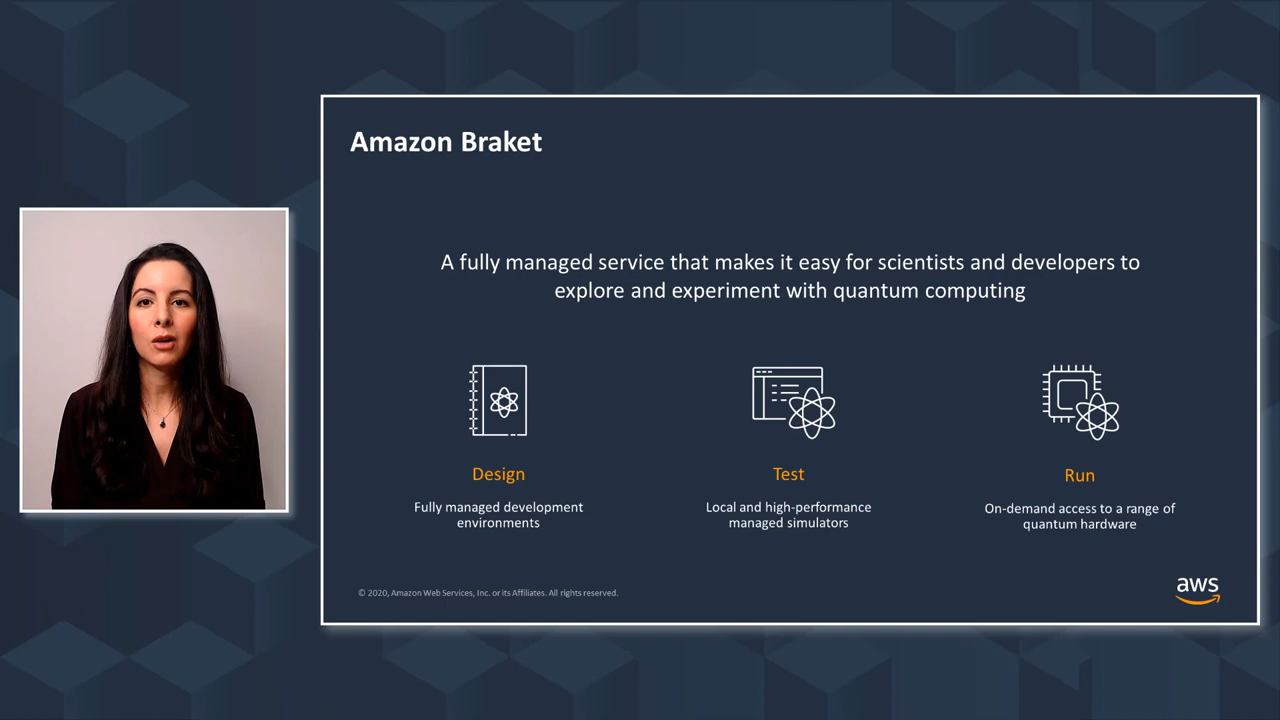 Amazon Braket
A fully managed service that makes it easy for scientists and developers to
explore and experiment with quantum computing
Design
Fully managed development
environments
Test
Local and high-performance
managed simulators
Run
On-demand access to a range of
quantum hardware
© 2020, Amazon Web Services, Inc. or its Affiliates. All rights reserved.
aws